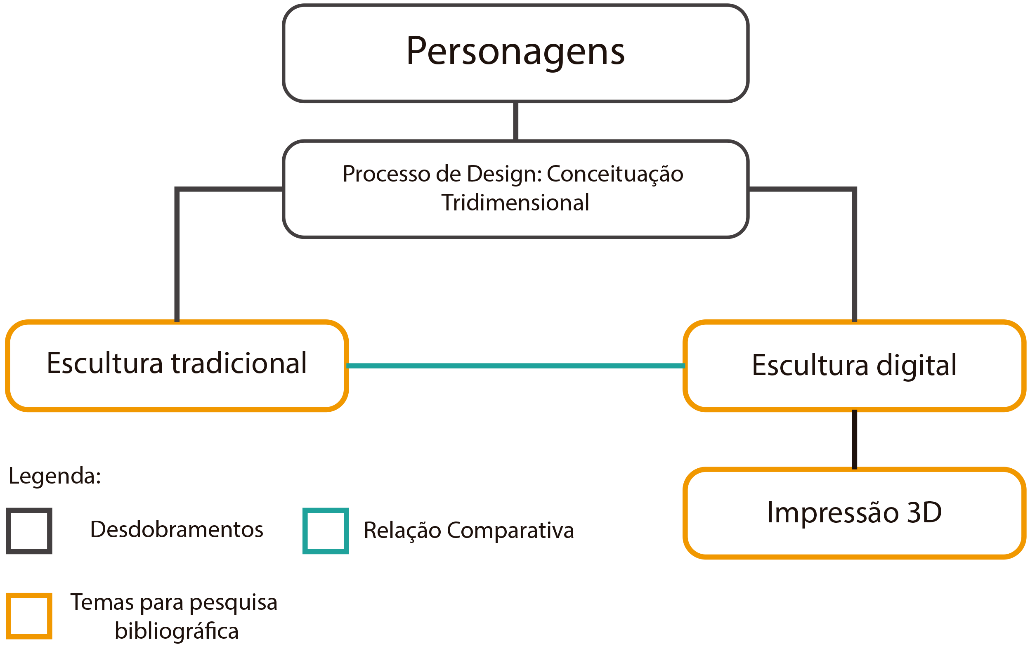 Personagens
Processo de Design: Conceituação
Tridimensional
Escultura tradicional
Escultura digital
Impressão 3D
Legenda:
Desdobramentos
Relação Comparativa
Temas para pesquisa
bibliográfica